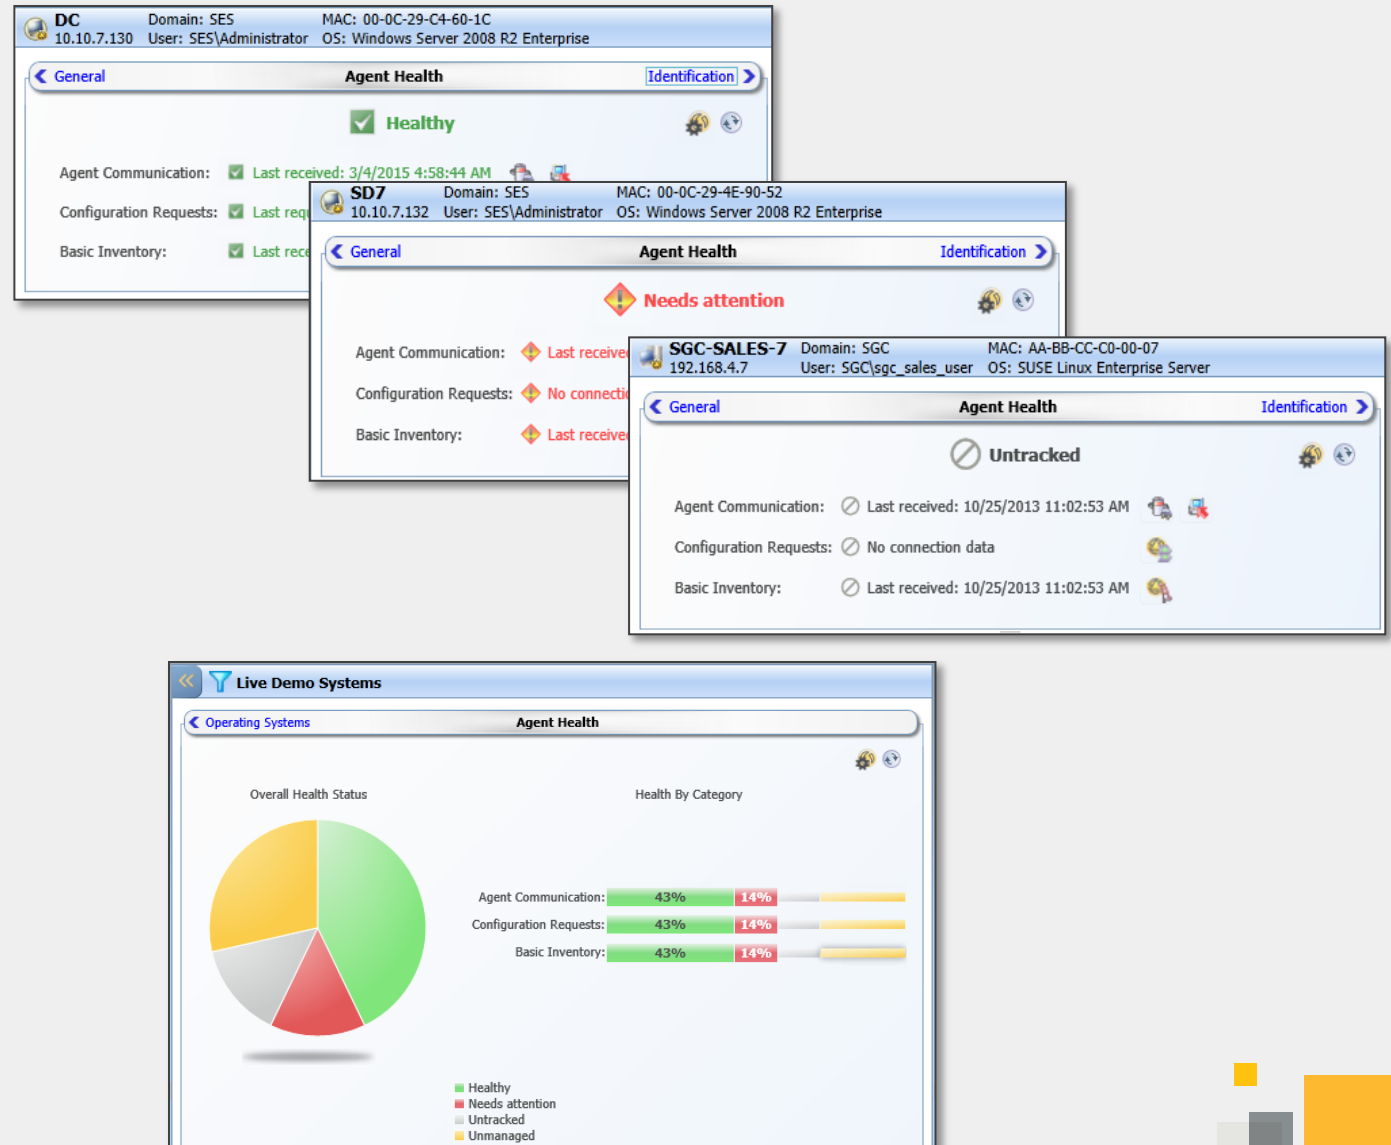 DC Domain: SES MAC: 00-0C-29-C4-60-1C
10.10.7.130 User: SES\Administrator OS: Windows Server 2008 R2 Enterprise
General Agent Health Identification
Healthy
Agent Communication: Last received: 3/4/2015 4:58:44 AM
Configuration Requests: Last
Basic Inventory: Last
SD7 Domain: SES MAC: 00-0C-29-4E-90-52
10.10.7.132 User: SES\Administrator OS: Windows Server 2008 R2 Enterprise
General Agent Health Identification
Needs attention
Agent Communication: Last received
Configuration Requests: No
Basic Inventory: Last received
SGC-SALES-7 Domain: SGC MAC: AA-BB-CC-C0-00-07
192.168.4.7 User: SGC\sgc_sales_user OS: SUSE Linux Enterprise Server
General Agent Health Identification
Untracked
Agent Communication: Last received: 10/25/2013 11:02:53 AM
Configuration Requests: No connection data
Basic Inventory: Last received: 10/25/2013 11:02:53 AM
Live Demo Systems
Operating Systems Agent Health
Overall Health Status Health By Category
Agent Communication: 43% 14%
Configuration Requests: 43% 14%
Basic Inventory: 43% 14%
Healthy
Needs attention
Untracked
Unmanaged